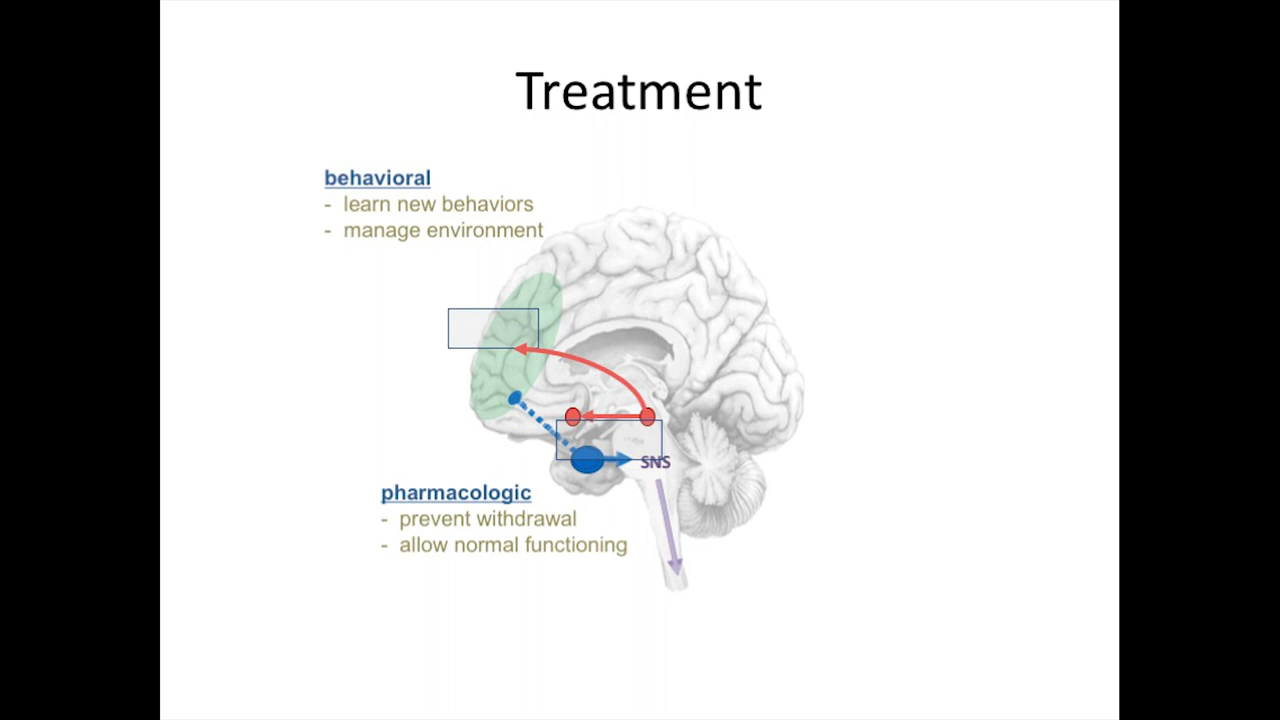 Treatment
behavioral
- learn new behaviors
- manage environment
SNS
pharmacologic
- prevent withdrawal
- allow normal functioning